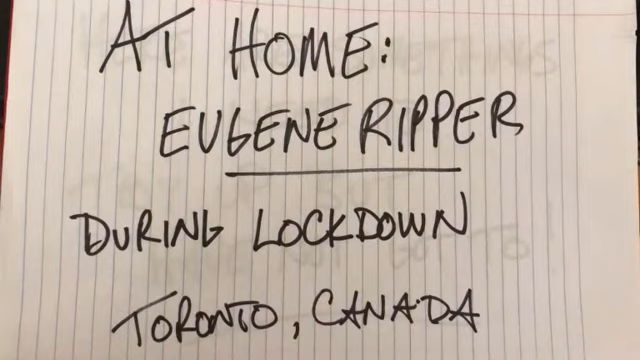 AT HOME:
EUGENE RIPPER
DURING LOCKDOWN
TORONTO, CANADA